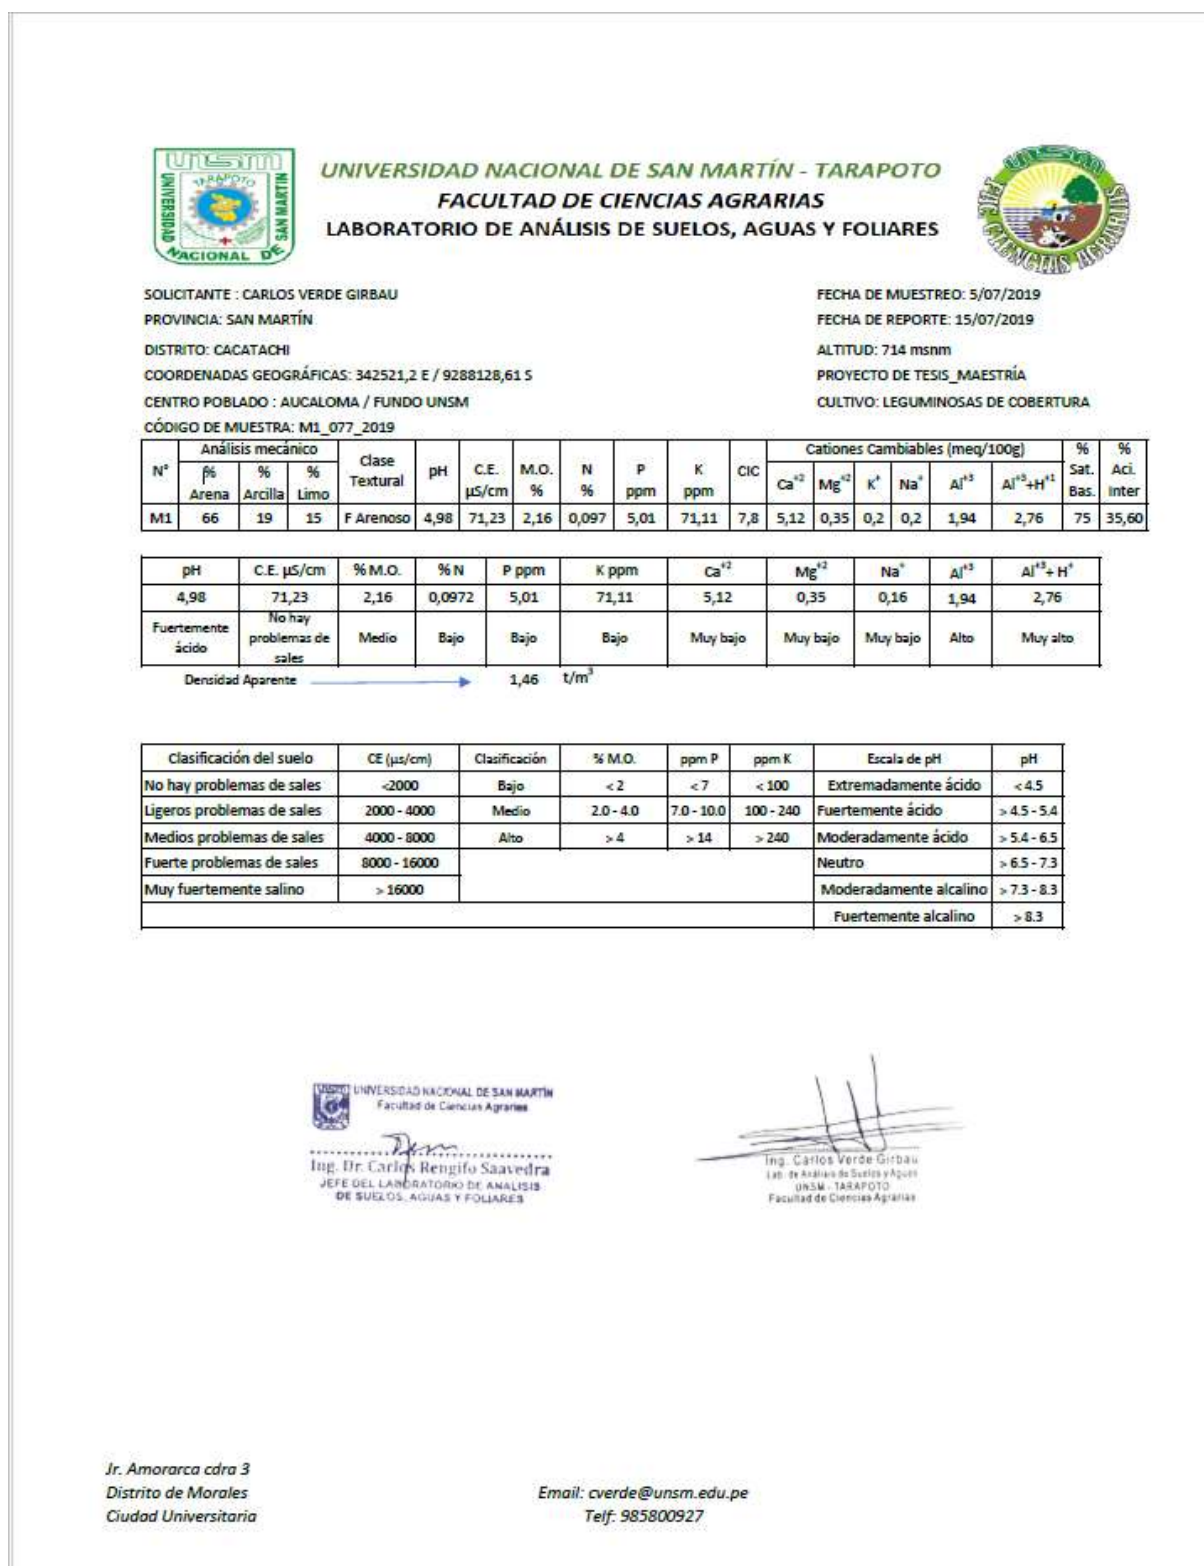 unsm
TARAPOTO
UNIVERSIDAD NACIONAL DE SAN MARTIN
UNIVERSIDAD NACIONAL DE SAN MARTÍN - TARAPOTO
FACULTAD DE CIENCIAS AGRARIAS
LABORATORIO DE ANÁLISIS DE SUELOS, AGUAS Y FOLIARES
UNSM
CIENCIAS AGRARIAS
SOLICITANTE : CARLOS VERDE GIRBAU
FECHA DE MUESTREO: 5/07/2019
PROVINCIA: SAN MARTÍN
FECHA DE REPORTE: 15/07/2019
DISTRITO: CACATACHI
ALTITUD: 714 msnm
COORDENADAS GEOGRÁFICAS: 342521,2 E / 9288128,61 S
PROYECTO DE TESIS_MAESTRÍA
CENTRO POBLADO : AUCALOMA / FUNDO UNSM
CULTIVO: LEGUMINOSAS DE COBERTURA
CÓDIGO DE MUESTRA: M1_077_2019
N° Análisis mecánico Clase Textural pH C.E. µS/cm M.O. % N % P ppm K ppm CIC Cationes Cambiables (meq/100g) % Sat. Bas. % Aci. Inter
% Arena % Arcilla % Limo Ca+2 Mg+2 K+ Na+ Al+3 Al+3+H+1
M1 66 19 15 F Arenoso 4,98 71,23 2,16 0,097 5,01 71,11 7,8 5,12 0,35 0,2 0,2 1,94 2,76 75 35,60
pH C.E. µS/cm % M.O. % N P ppm K ppm Ca+2 Mg+2 Na+ Al+3 Al+3+ H+
4,98 71,23 2,16 0,0972 5,01 71,11 5,12 0,35 0,16 1,94 2,76
Fuertemente ácido No hay problemas de sales Medio Bajo Bajo Bajo Muy bajo Muy bajo Muy bajo Alto Muy alto
Densidad Aparente 1,46 t/m3
Clasificación del suelo CE (µs/cm) Clasificación % M.O. ppm P ppm K Escala de pH pH
No hay problemas de sales <2000 Bajo < 2 < 7 < 100 Extremadamente ácido < 4.5
Ligeros problemas de sales 2000 - 4000 Medio 2.0 - 4.0 7.0 - 10.0 100 - 240 Fuertemente ácido > 4.5 - 5.4
Medios problemas de sales 4000 - 8000 Alto > 4 > 14 > 240 Moderadamente ácido > 5.4 - 6.5
Fuerte problemas de sales 8000 - 16000 Neutro > 6.5 - 7.3
Muy fuertemente salino > 16000 Moderadamente alcalino > 7.3 - 8.3
Fuertemente alcalino > 8.3
UNIVERSIDAD NACIONAL DE SAN MARTÍN
Facultad de Ciencias Agrarias
Ing. Dr. Carlos Rengifo Saavedra
JEFE DEL LABORATORIO DE ANALISIS
DE SUELOS, AGUAS Y FOLIARES
Ing. Carlos Verde Girbau
Lab. de Análisis de Suelos y Aguas
UNSM - TARAPOTO
Facultad de Ciencias Agrarias
Jr. Amorarca cdra 3
Distrito de Morales
Ciudad Universitaria
Email: cverde@unsm.edu.pe
Telf: 985800927